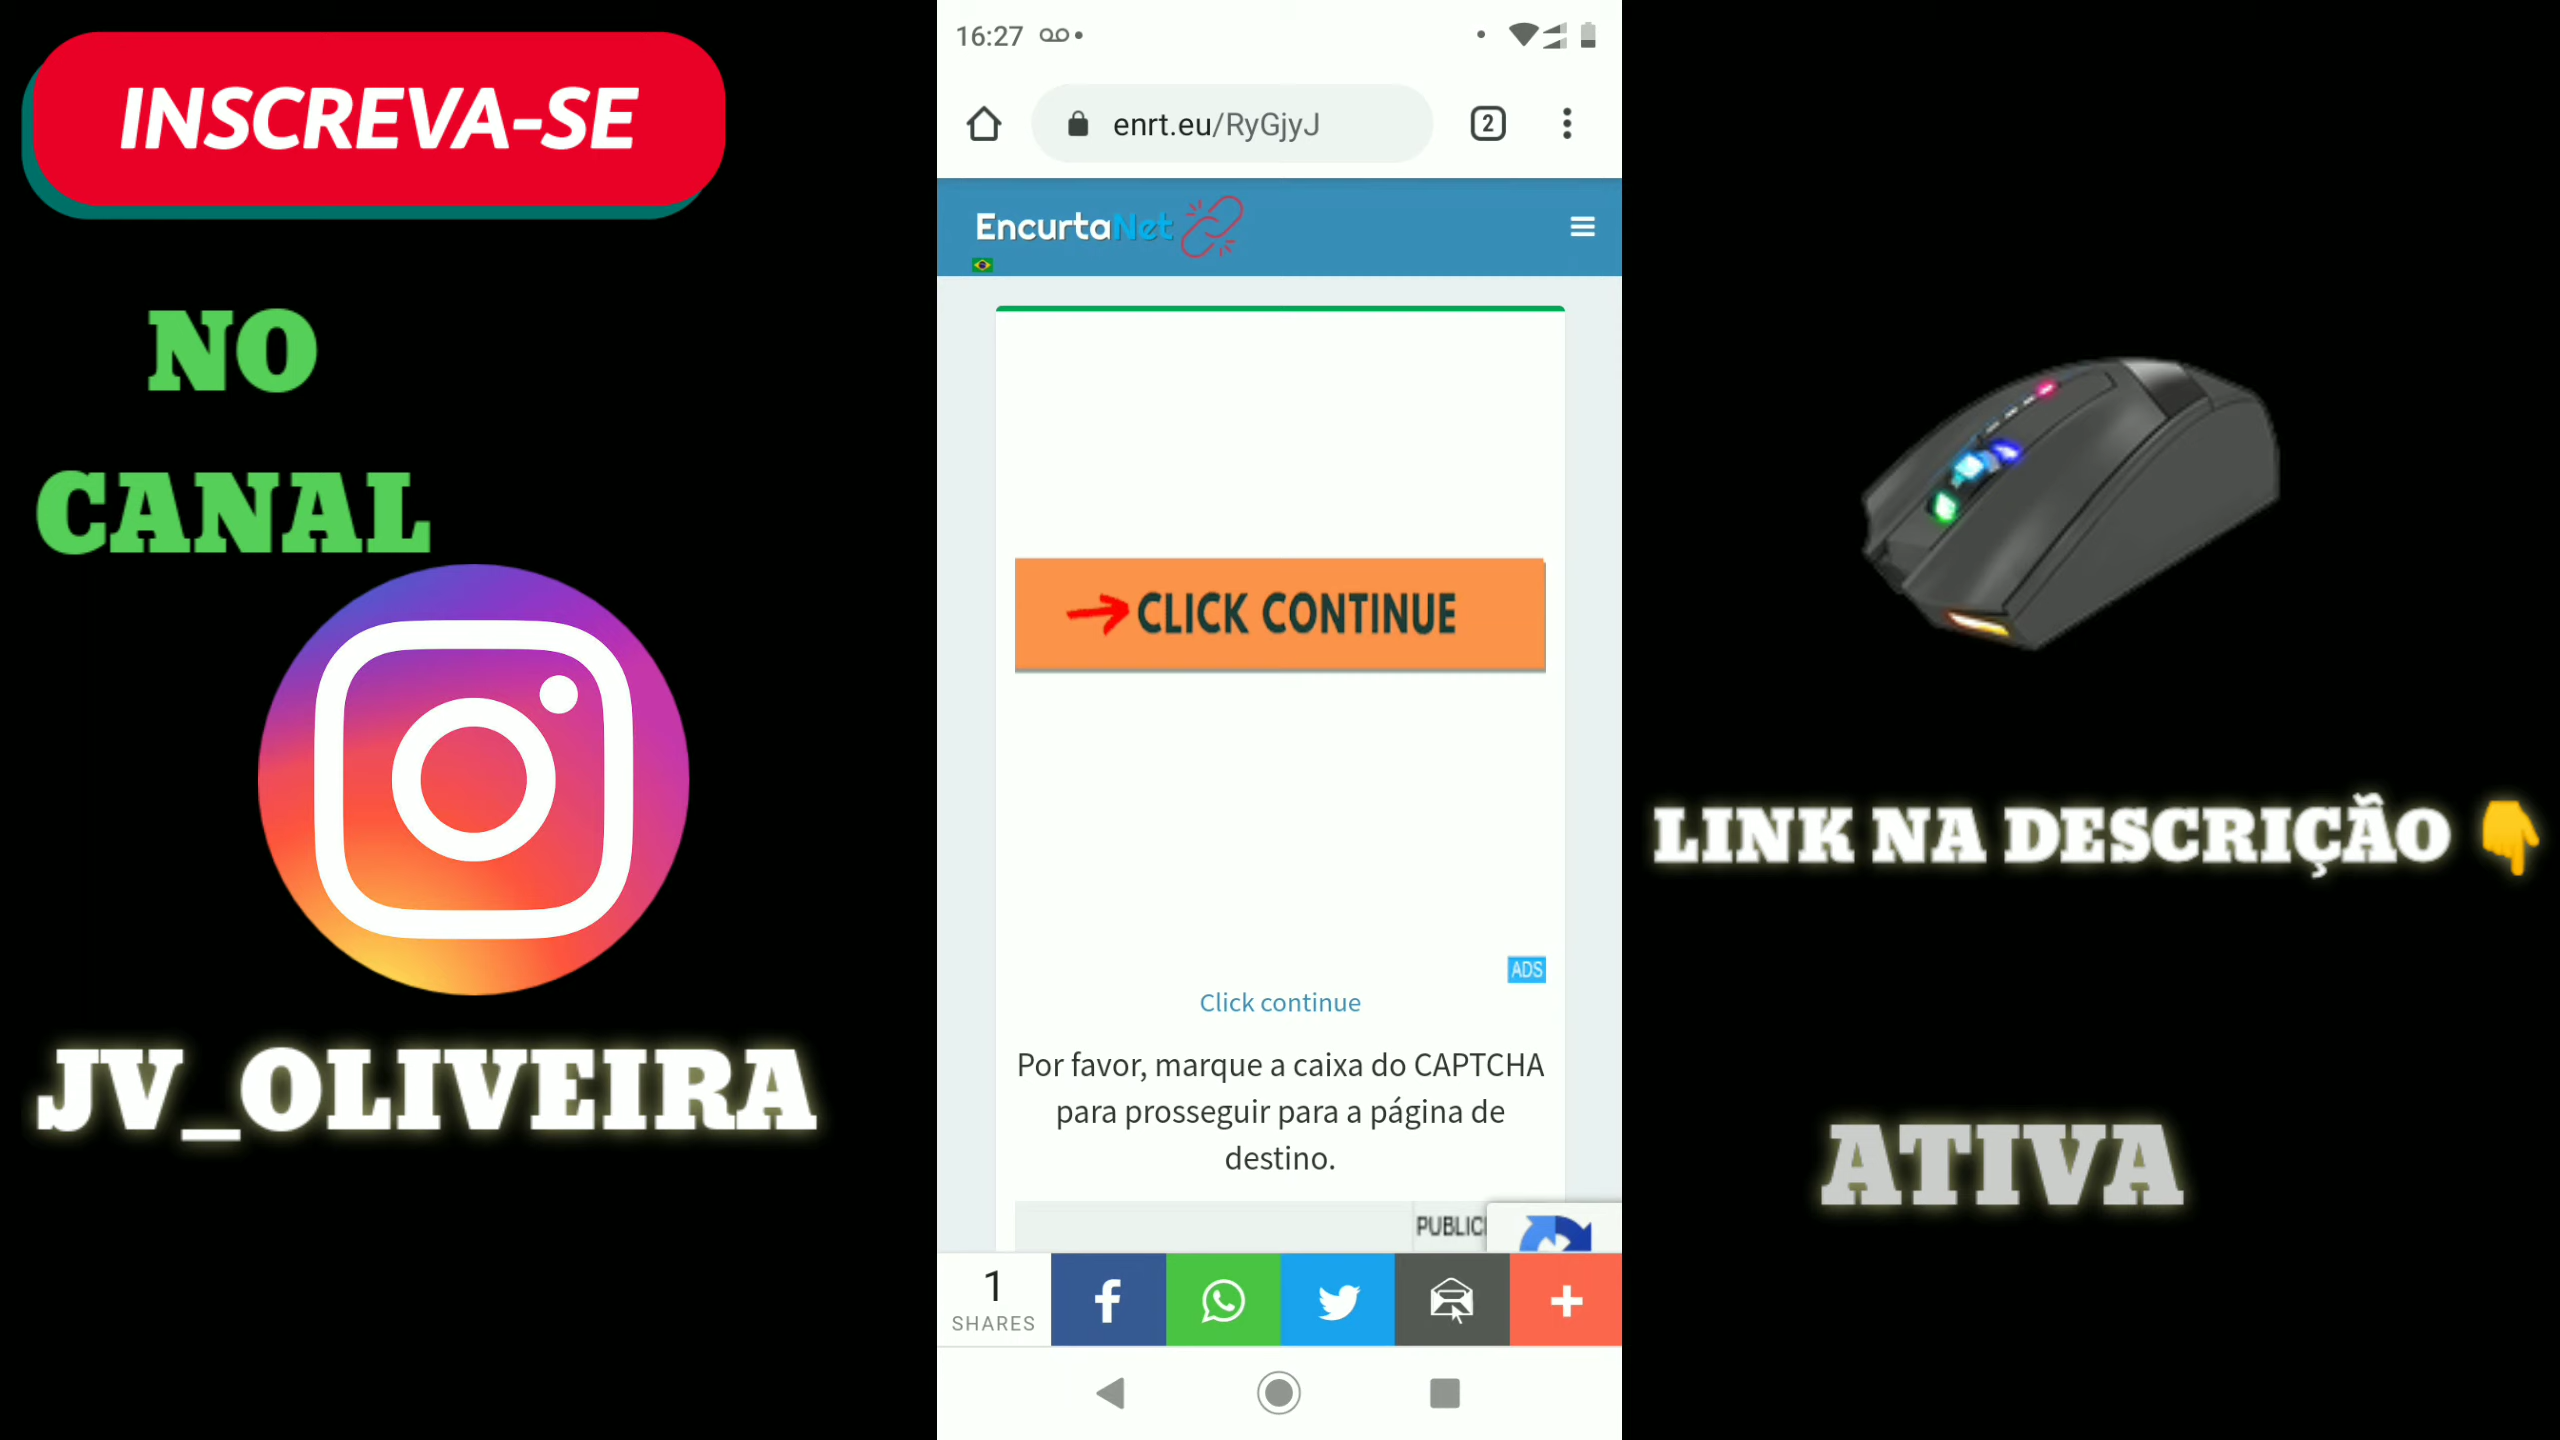 INSCREVA-SE
NO
CANAL
JV_OLIVEIRA
16:27
enrt.eu/RyGjyJ
2
EncurtaNet
CLICK CONTINUE
ADS
Click continue
Por favor, marque a caixa do CAPTCHA
para prosseguir para a página de
destino.
PUBLIC
1
SHARES
LINK NA DESCRIÇÃO
ATIVA